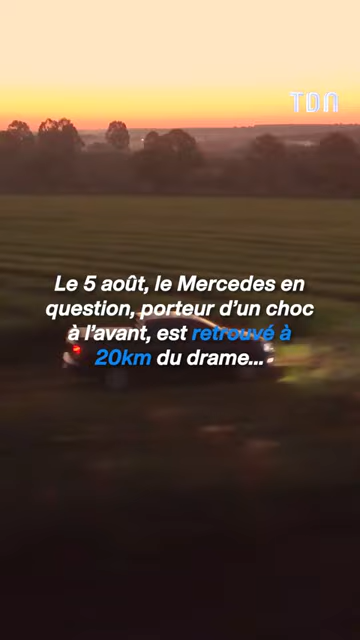 TDN
Le 5 août, le Mercedes en
question, porteur d'un choc
à l'avant, est retrouvé à
20km du drame...